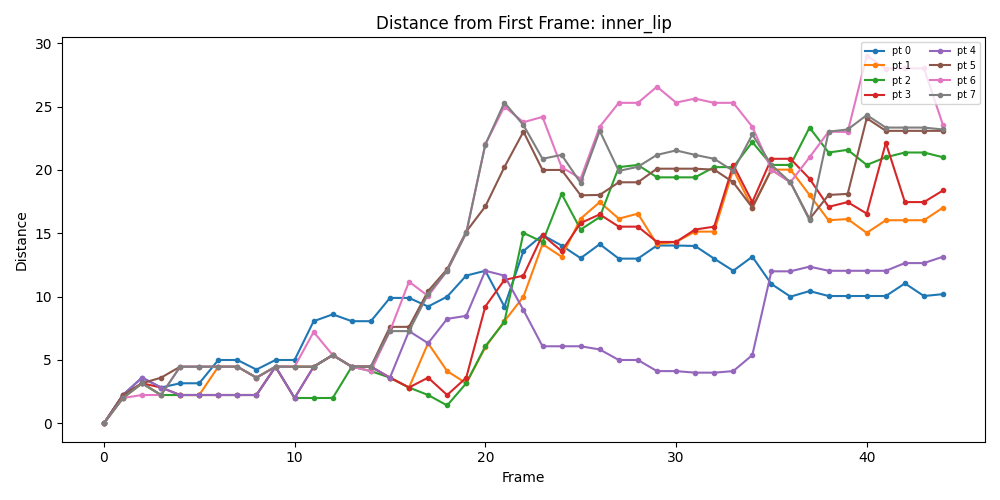 Distance from First Frame: inner_lip
30
25
20
15
10
5
0
Distance
0 10 20 30 40
Frame
pt 0 pt 4
pt 1 pt 5
pt 2 pt 6
pt 3 pt 7